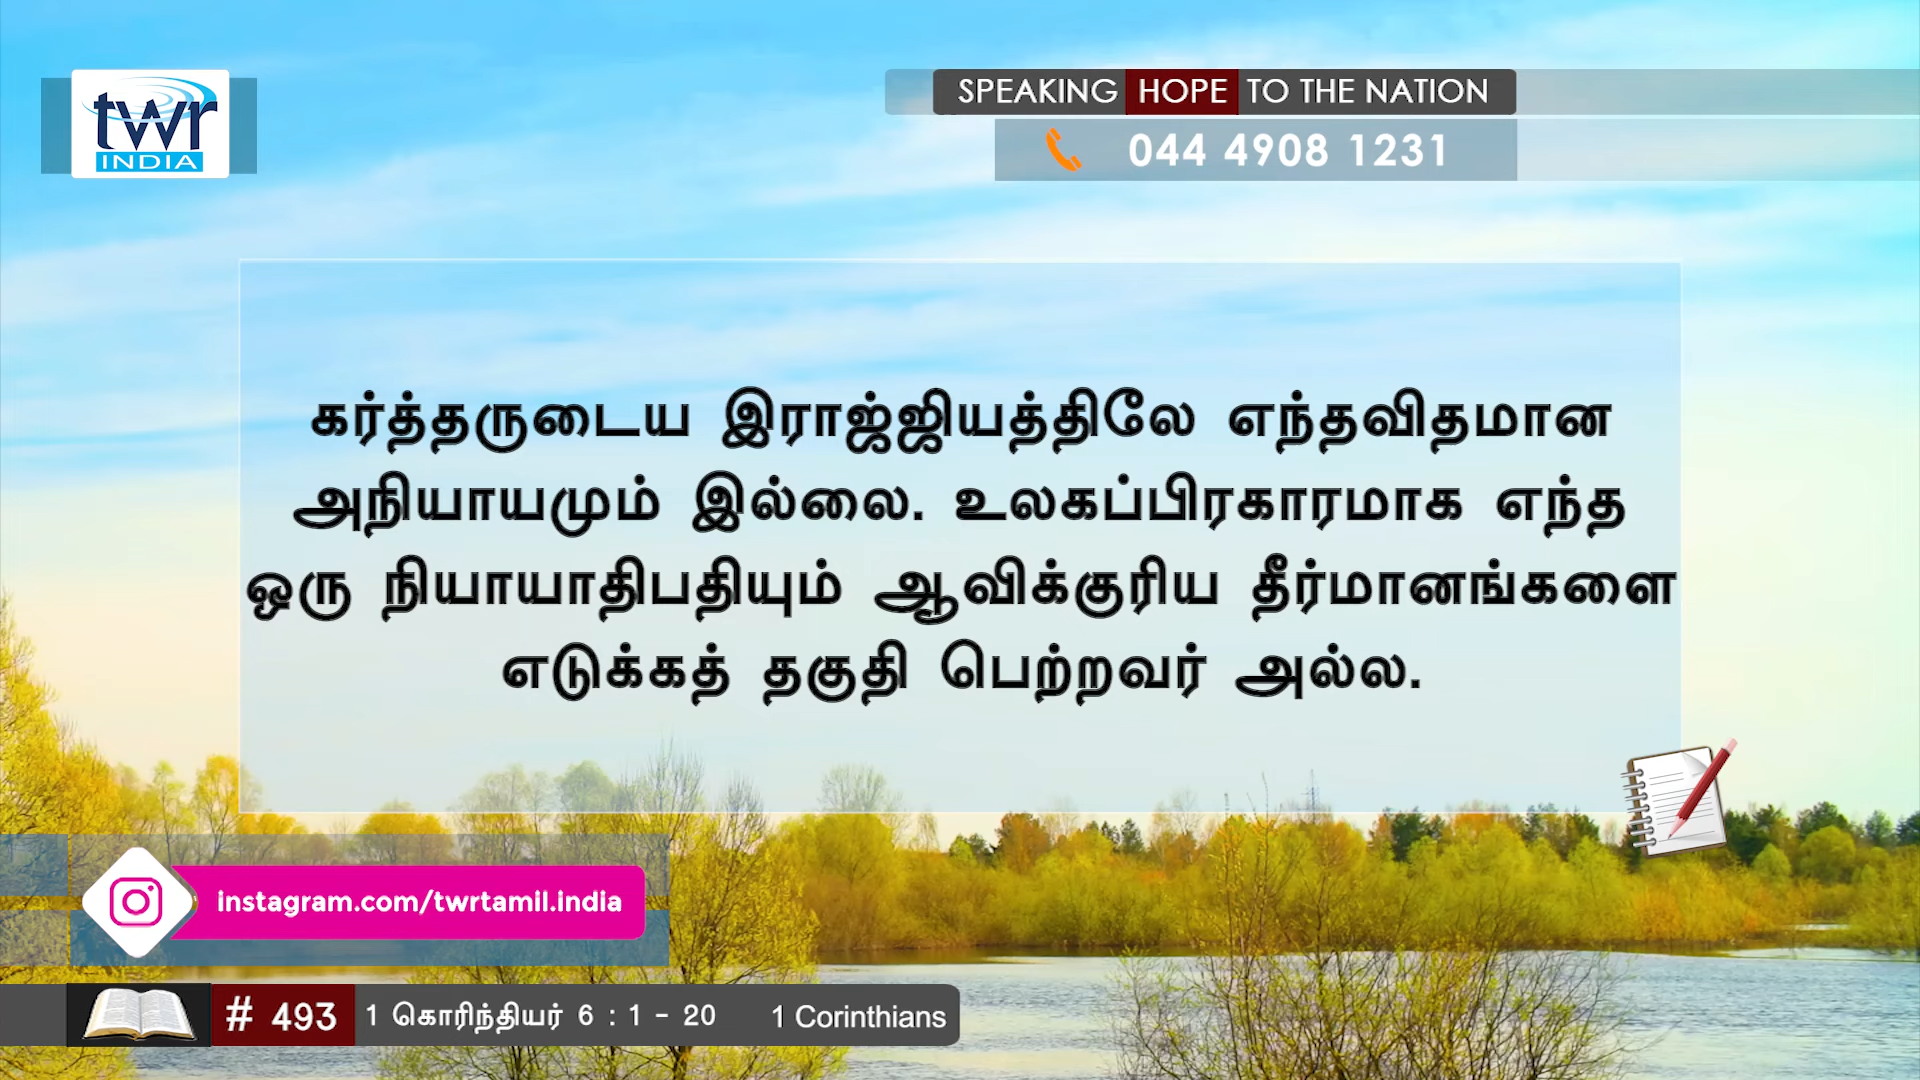 twr
INDIA
SPEAKING HOPE TO THE NATION
044 4908 1231
கர்த்தருடைய இராஜ்ஜியத்திலே எந்தவிதமான
அநியாயமும் இல்லை. உலகப்பிரகாரமாக எந்த
ஒரு நியாயாதிபதியும் ஆவிக்குரிய தீர்மானங்களை
எடுக்கத் தகுதி பெற்றவர் அல்ல.
instagram.com/twrtamil.india
# 493 1 கொரிந்தியர் 6 : 1 - 20 1 Corinthians